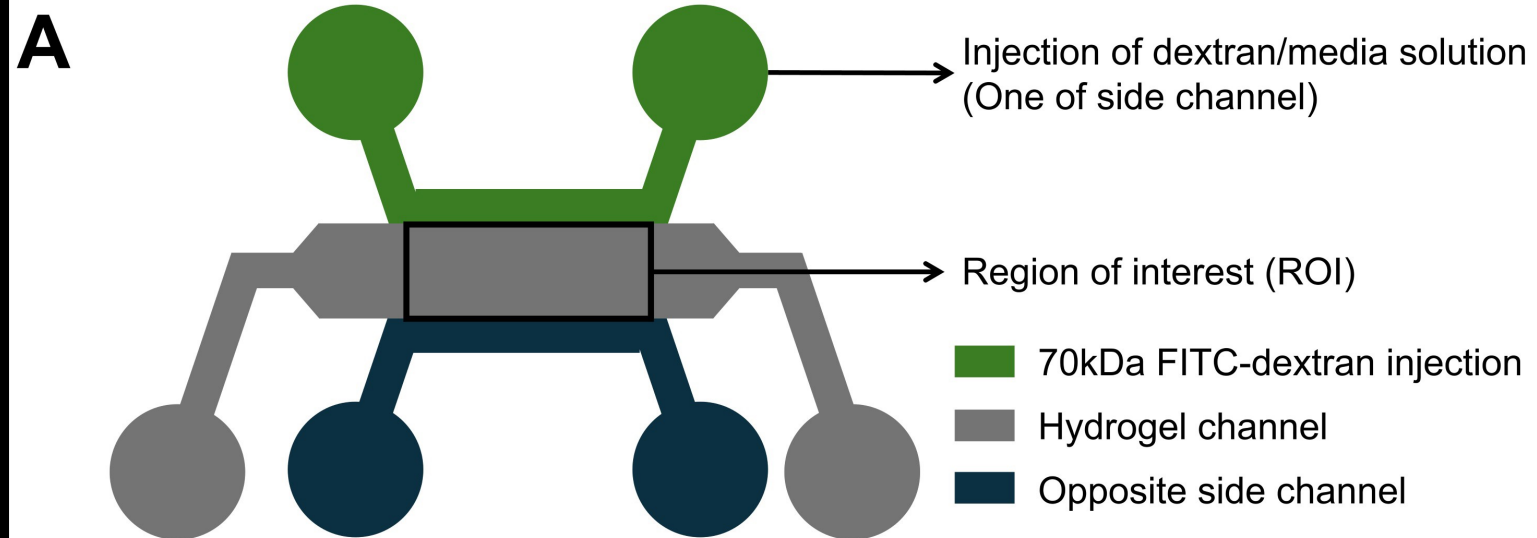 A
Injection of dextran/media solution
(One of side channel)
Region of interest (ROI)
70kDa FITC-dextran injection
Hydrogel channel
Opposite side channel